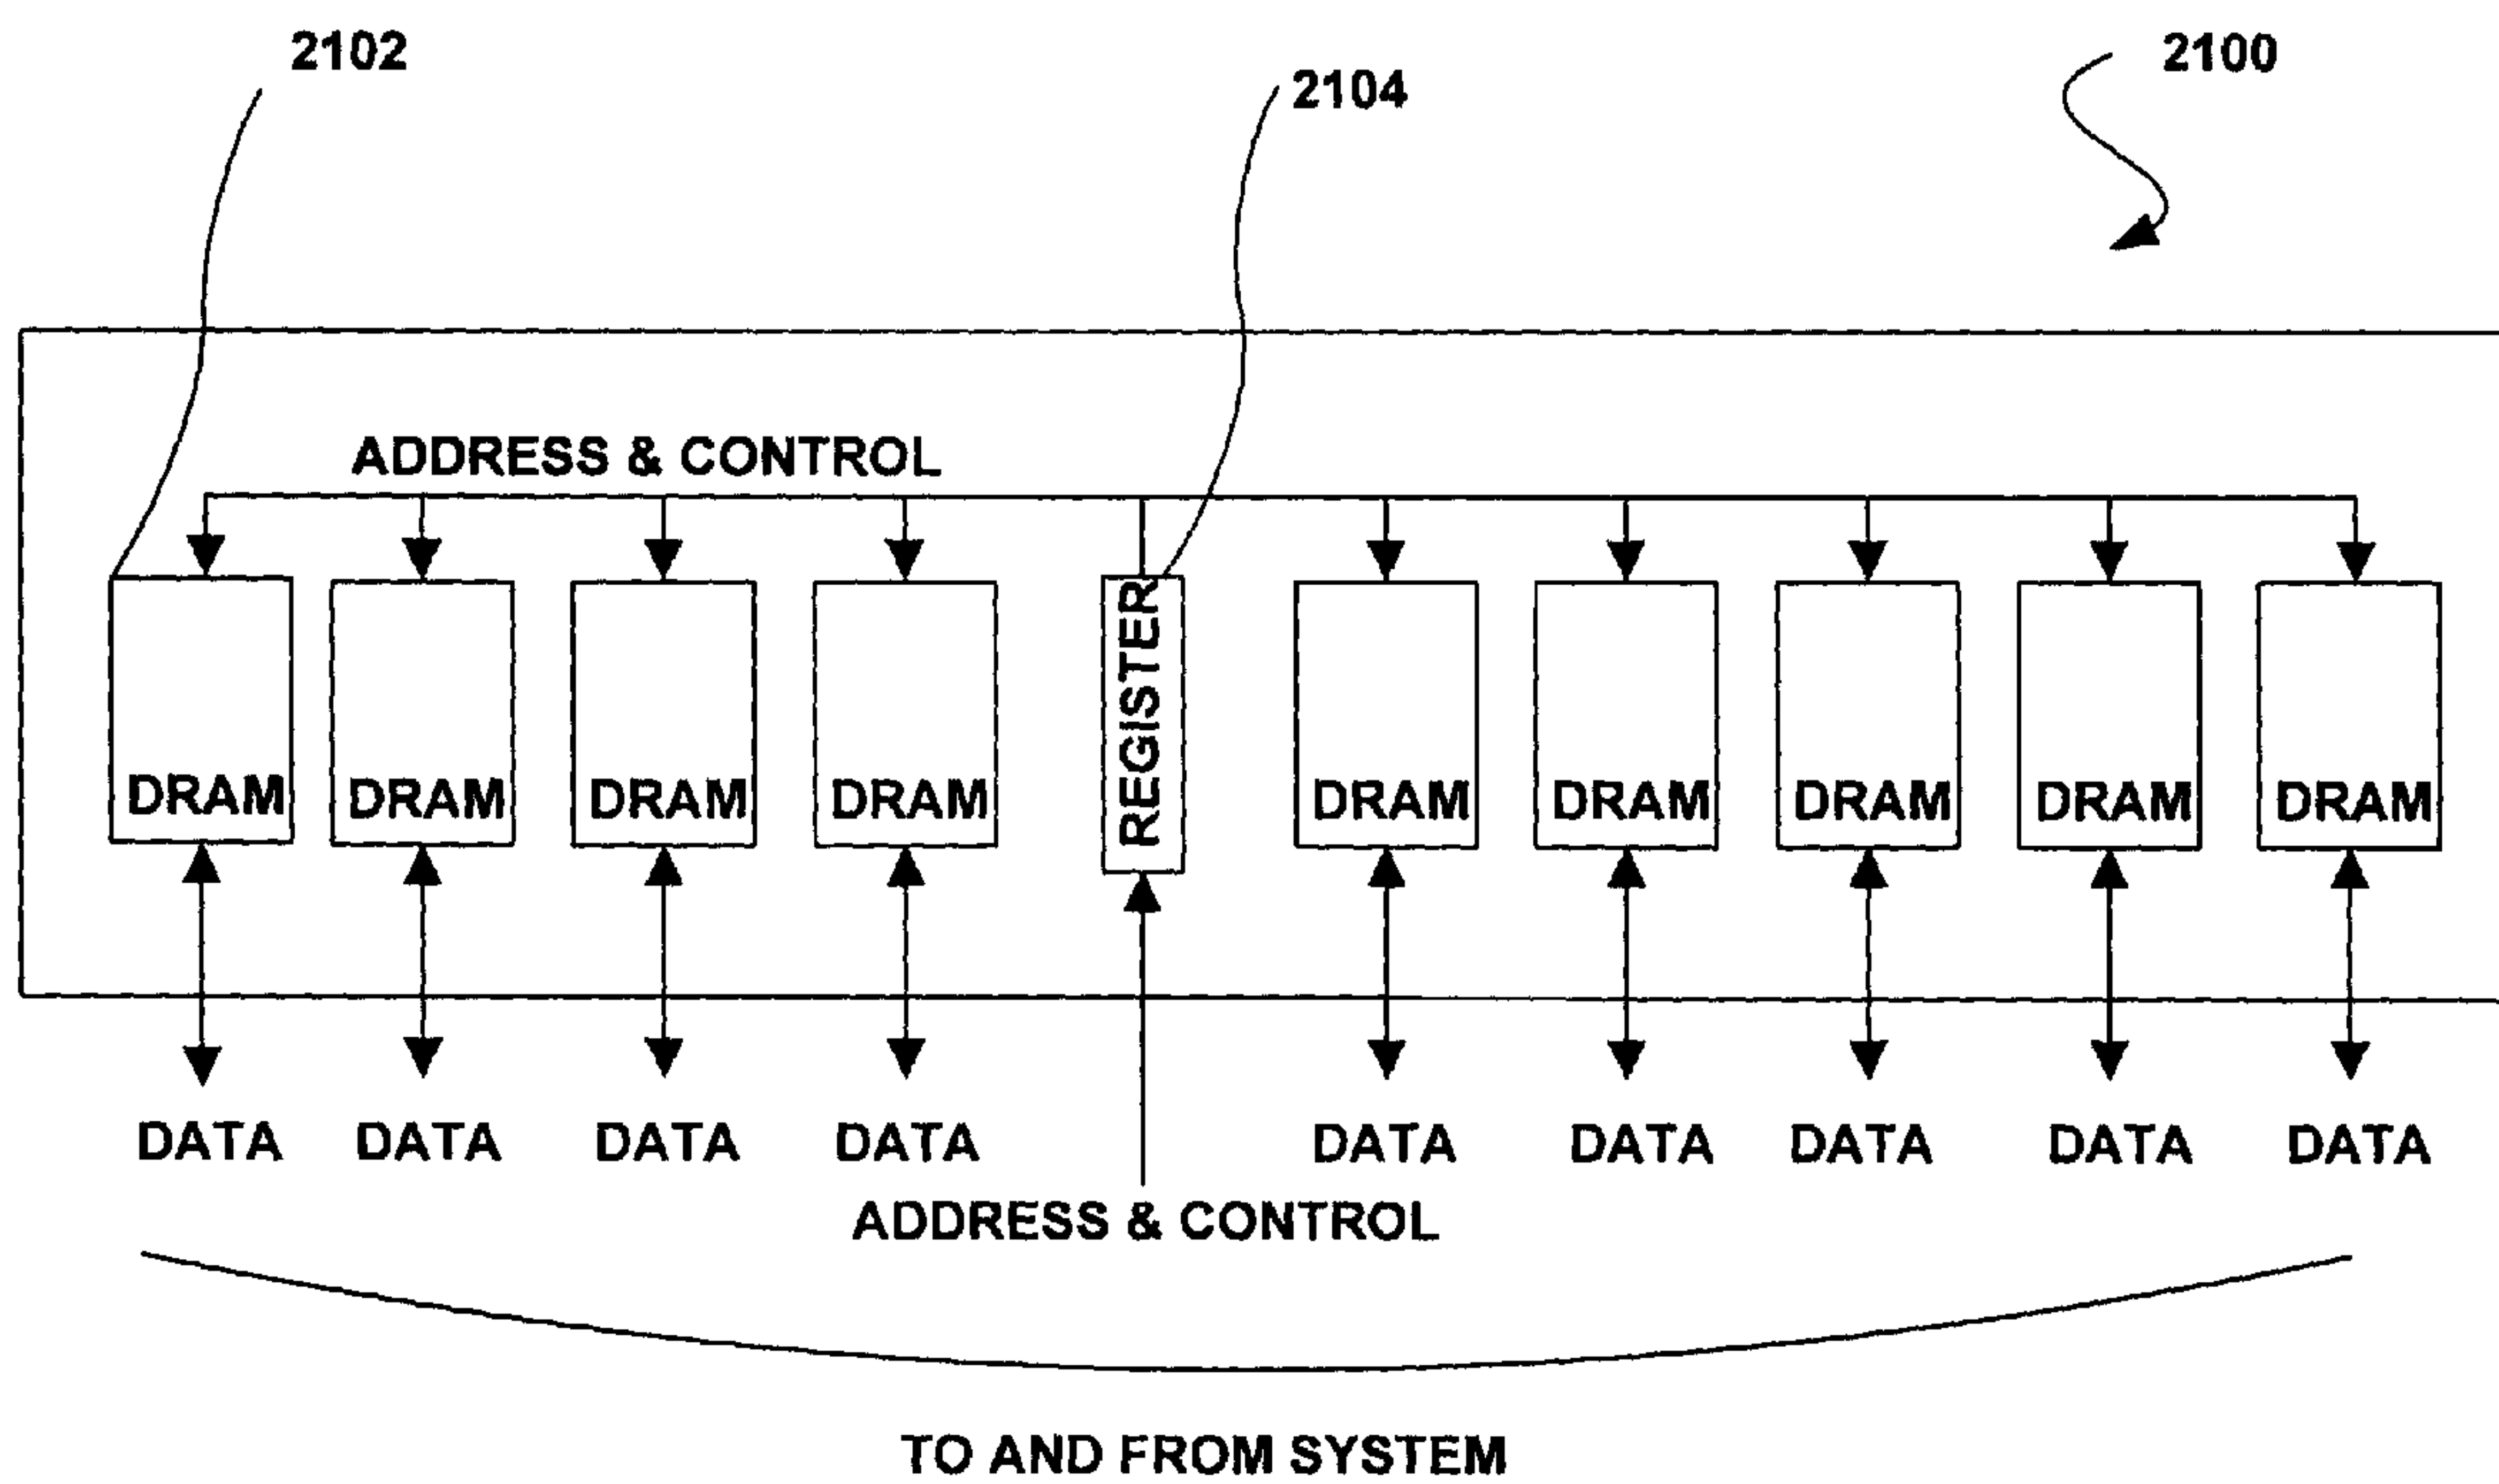 2102
2104
2100
ADDRESS & CONTROL
DRAM DRAM DRAM DRAM REGISTER DRAM DRAM DRAM DRAM DRAM
DATA DATA DATA DATA DATA DATA DATA DATA DATA
ADDRESS & CONTROL
TO AND FROM SYSTEM